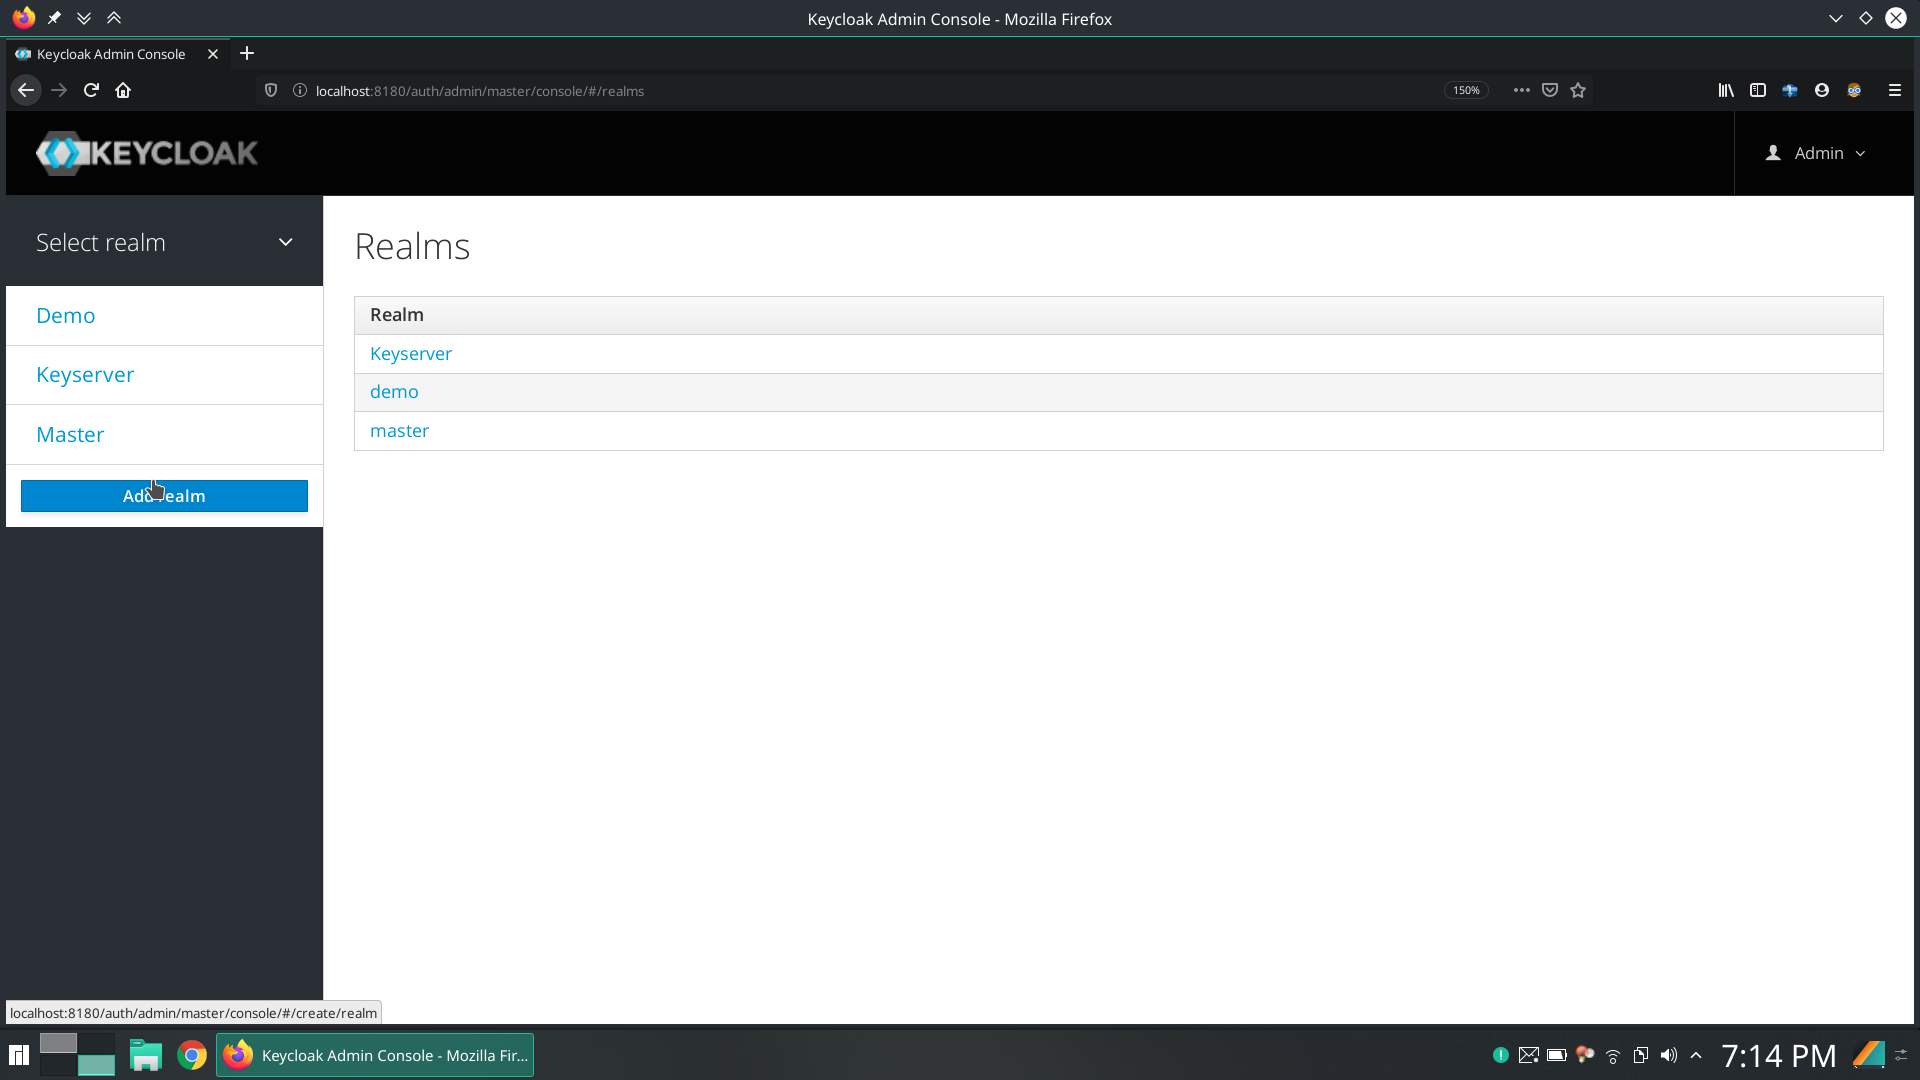 Keycloak Admin Console - Mozilla Firefox
Keycloak Admin Console
localhost:8180/auth/admin/master/console/#/realms
150%
KEYCLOAK
Admin
Select realm
Demo
Keyserver
Master
Add realm
Realms
Realm
Keyserver
demo
master
localhost:8180/auth/admin/master/console/#/create/realm
Keycloak Admin Console - Mozilla Fir...
7:14 PM